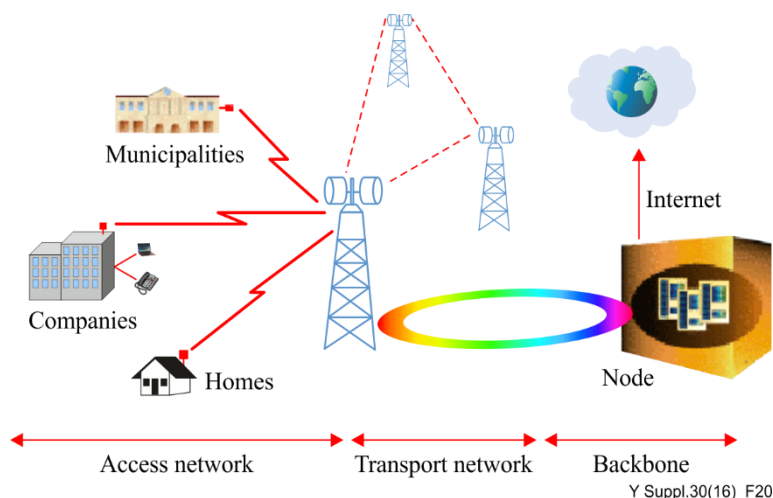 Municipalities
Internet
Companies
Homes
Node
Access network
Transport network
Backbone
Y Suppl.30(16)_F20